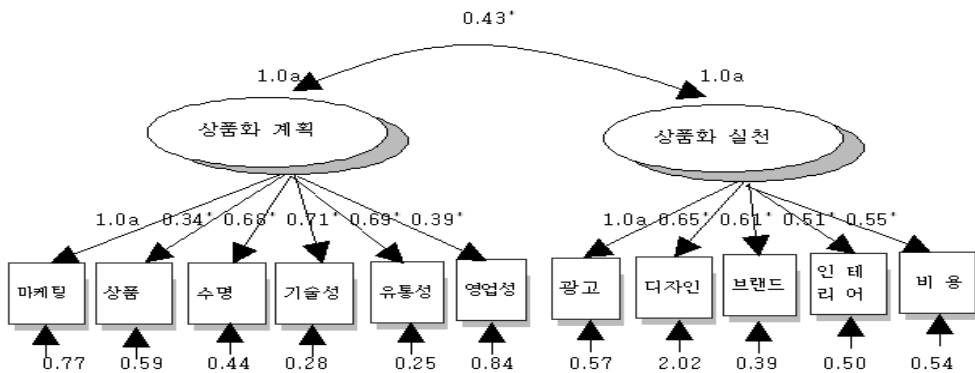 0.43*
1.0a 1.0a
상품화 계획 상품화 실천
1.0a 0.34* 0.68* 0.71* 0.69* 0.39* 1.0a 0.65* 0.61* 0.51* 0.55*
마케팅 상품 수명 기술성 유통성 영업성 광고 디자인 브랜드 인 테 비 용
리 어
0.77 0.59 0.44 0.28 0.25 0.84 0.57 2.02 0.39 0.50 0.54